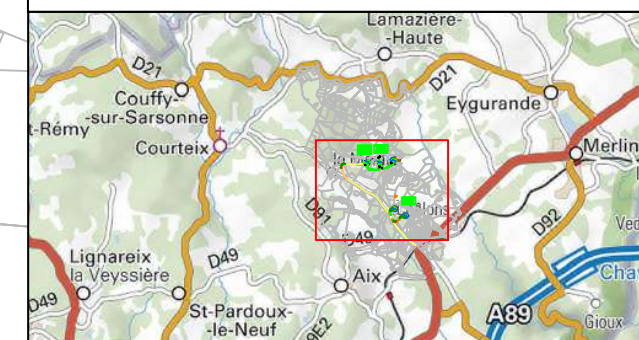 Lamazière-
-Haute
D21
D21
Couffy-
-sur-Sarsonne
Eygurande
t-Rémy
Courteix
Merlin
D91
D92
D49
Lignareix
la Veyssière
D49
Aix
D49
St-Pardoux-
-le-Neuf
A89
Gioux